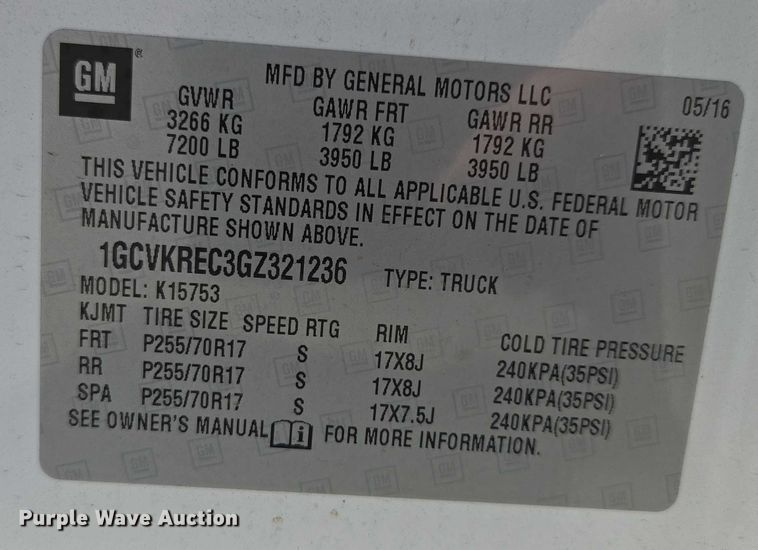 GM ®
MFD BY GENERAL MOTORS LLC
05/16
GVWR GAWR FRT GAWR RR
3266 KG 1792 KG 1792 KG
7200 LB 3950 LB 3950 LB
THIS VEHICLE CONFORMS TO ALL APPLICABLE U.S. FEDERAL MOTOR
VEHICLE SAFETY STANDARDS IN EFFECT ON THE DATE OF
MANUFACTURE SHOWN ABOVE.
1GCVKREC3GZ321236 TYPE: TRUCK
MODEL: K15753
KJMT TIRE SIZE SPEED RTG RIM COLD TIRE PRESSURE
FRT P255/70R17 S 17X8J 240KPA(35PSI)
RR P255/70R17 S 17X8J 240KPA(35PSI)
SPA P255/70R17 S 17X7.5J 240KPA(35PSI)
SEE OWNER'S MANUAL i FOR MORE INFORMATION.
Purple Wave Auction